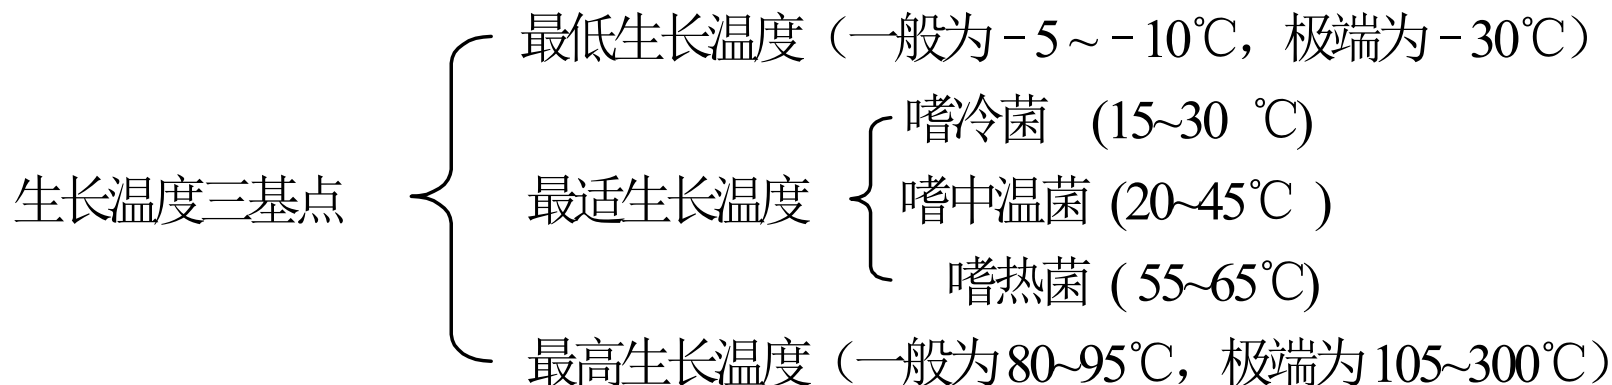 最低生长温度（一般为－5～－10℃，极端为－30℃）
嗜冷菌 (15~30 ℃)
生长温度三基点
最适生长温度
嗜中温菌 (20~45℃ )
嗜热菌 ( 55~65℃)
最高生长温度（一般为80~95℃，极端为105~300℃）